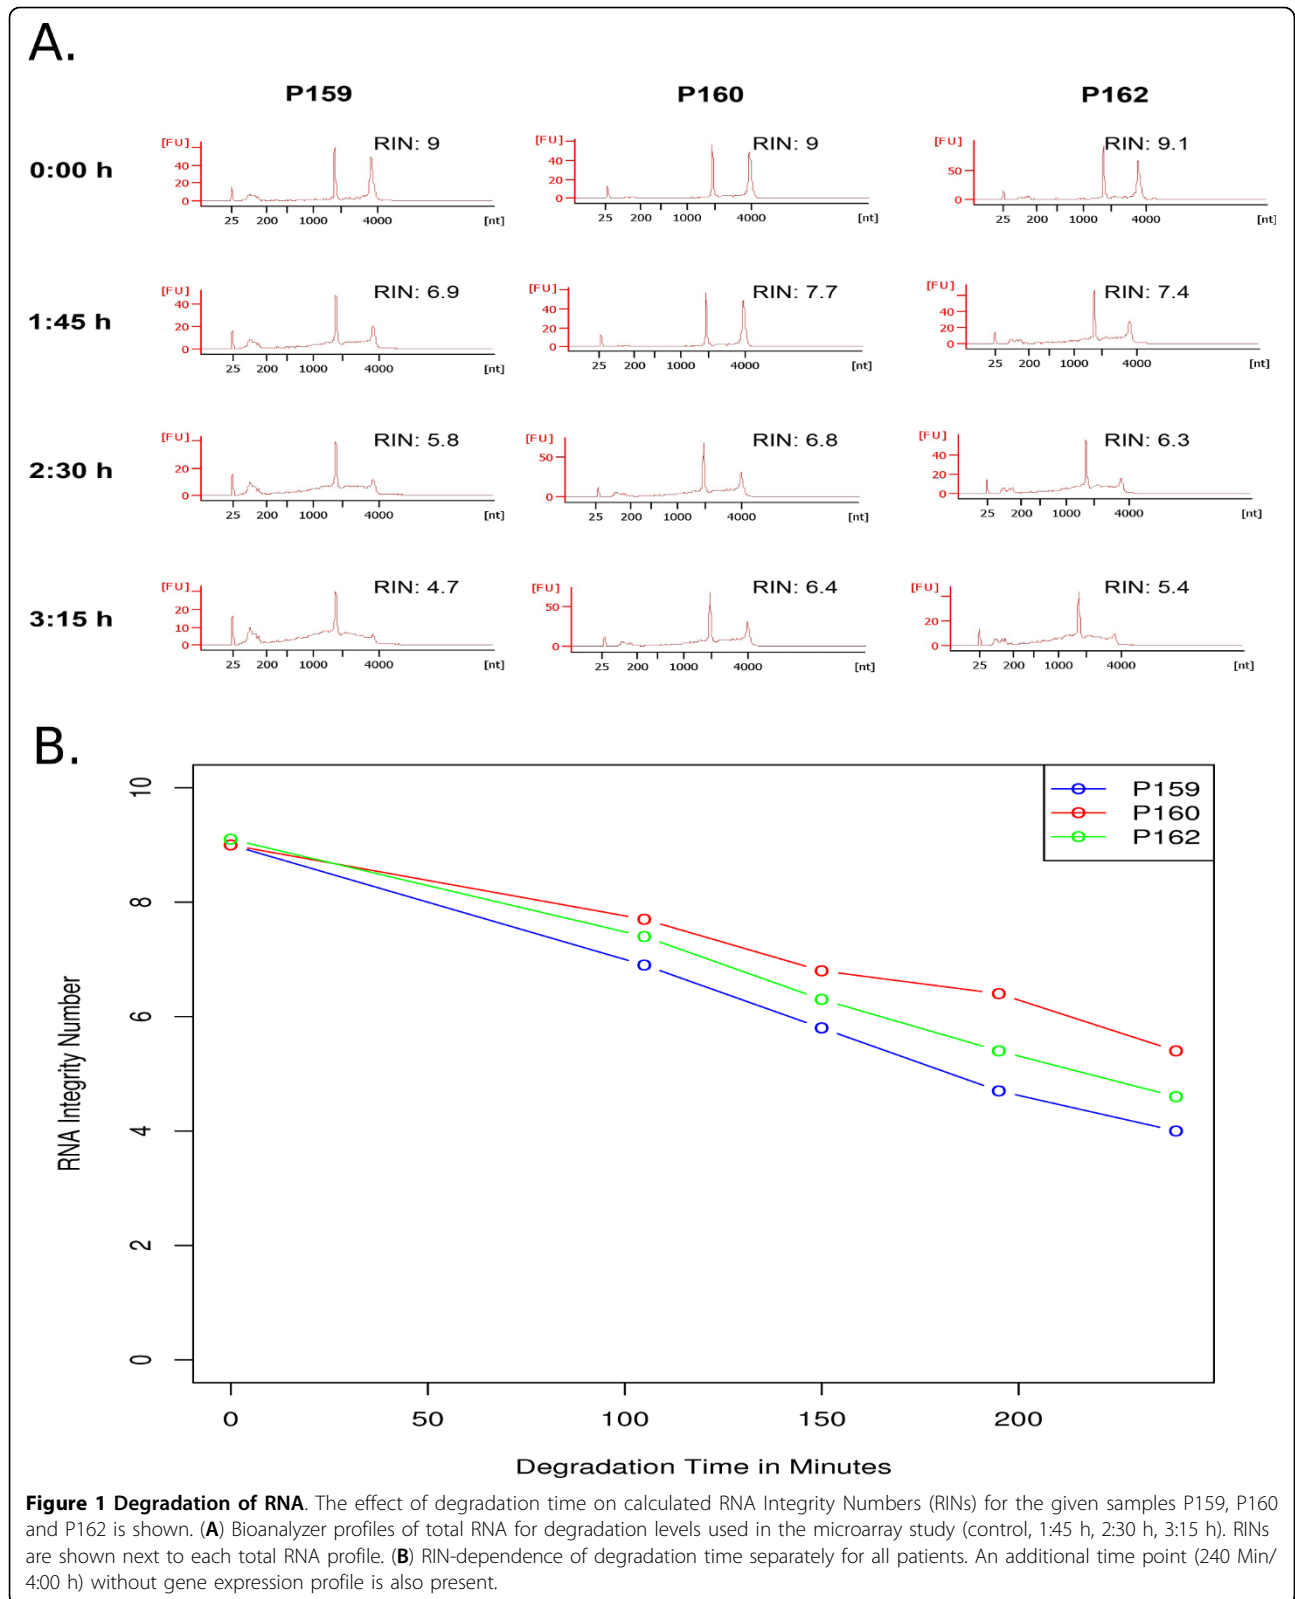 A.
P159 P160 P162
0:00 h
[FU] RIN: 9
40
20
0
25 200 1000 4000 [nt]
[FU] RIN: 9
40
20
0
25 200 1000 4000 [nt]
[FU] RIN: 9.1
50
0
25 200 1000 4000 [nt]
1:45 h
[FU] RIN: 6.9
40
20
0
25 200 1000 4000 [nt]
[FU] RIN: 7.7
40
20
0
25 200 1000 4000 [nt]
[FU] RIN: 7.4
40
20
0
25 200 1000 4000 [nt]
2:30 h
[FU] RIN: 5.8
20
0
25 200 1000 4000 [nt]
[FU] RIN: 6.8
50
0
25 200 1000 4000 [nt]
[FU] RIN: 6.3
40
20
0
25 200 1000 4000 [nt]
3:15 h
[FU] RIN: 4.7
20
10
0
25 200 1000 4000 [nt]
[FU] RIN: 6.4
50
0
25 200 1000 4000 [nt]
[FU] RIN: 5.4
20
0
25 200 1000 4000 [nt]
B.
P159
P160
P162
RNA Integrity Number
10
8
6
4
2
0
0 50 100 150 200
Degradation Time in Minutes
Figure 1 Degradation of RNA. The effect of degradation time on calculated RNA Integrity Numbers (RINs) for the given samples P159, P160
and P162 is shown. (A) Bioanalyzer profiles of total RNA for degradation levels used in the microarray study (control, 1:45 h, 2:30 h, 3:15 h). RINs
are shown next to each total RNA profile. (B) RIN-dependence of degradation time separately for all patients. An additional time point (240 Min/
4:00 h) without gene expression profile is also present.